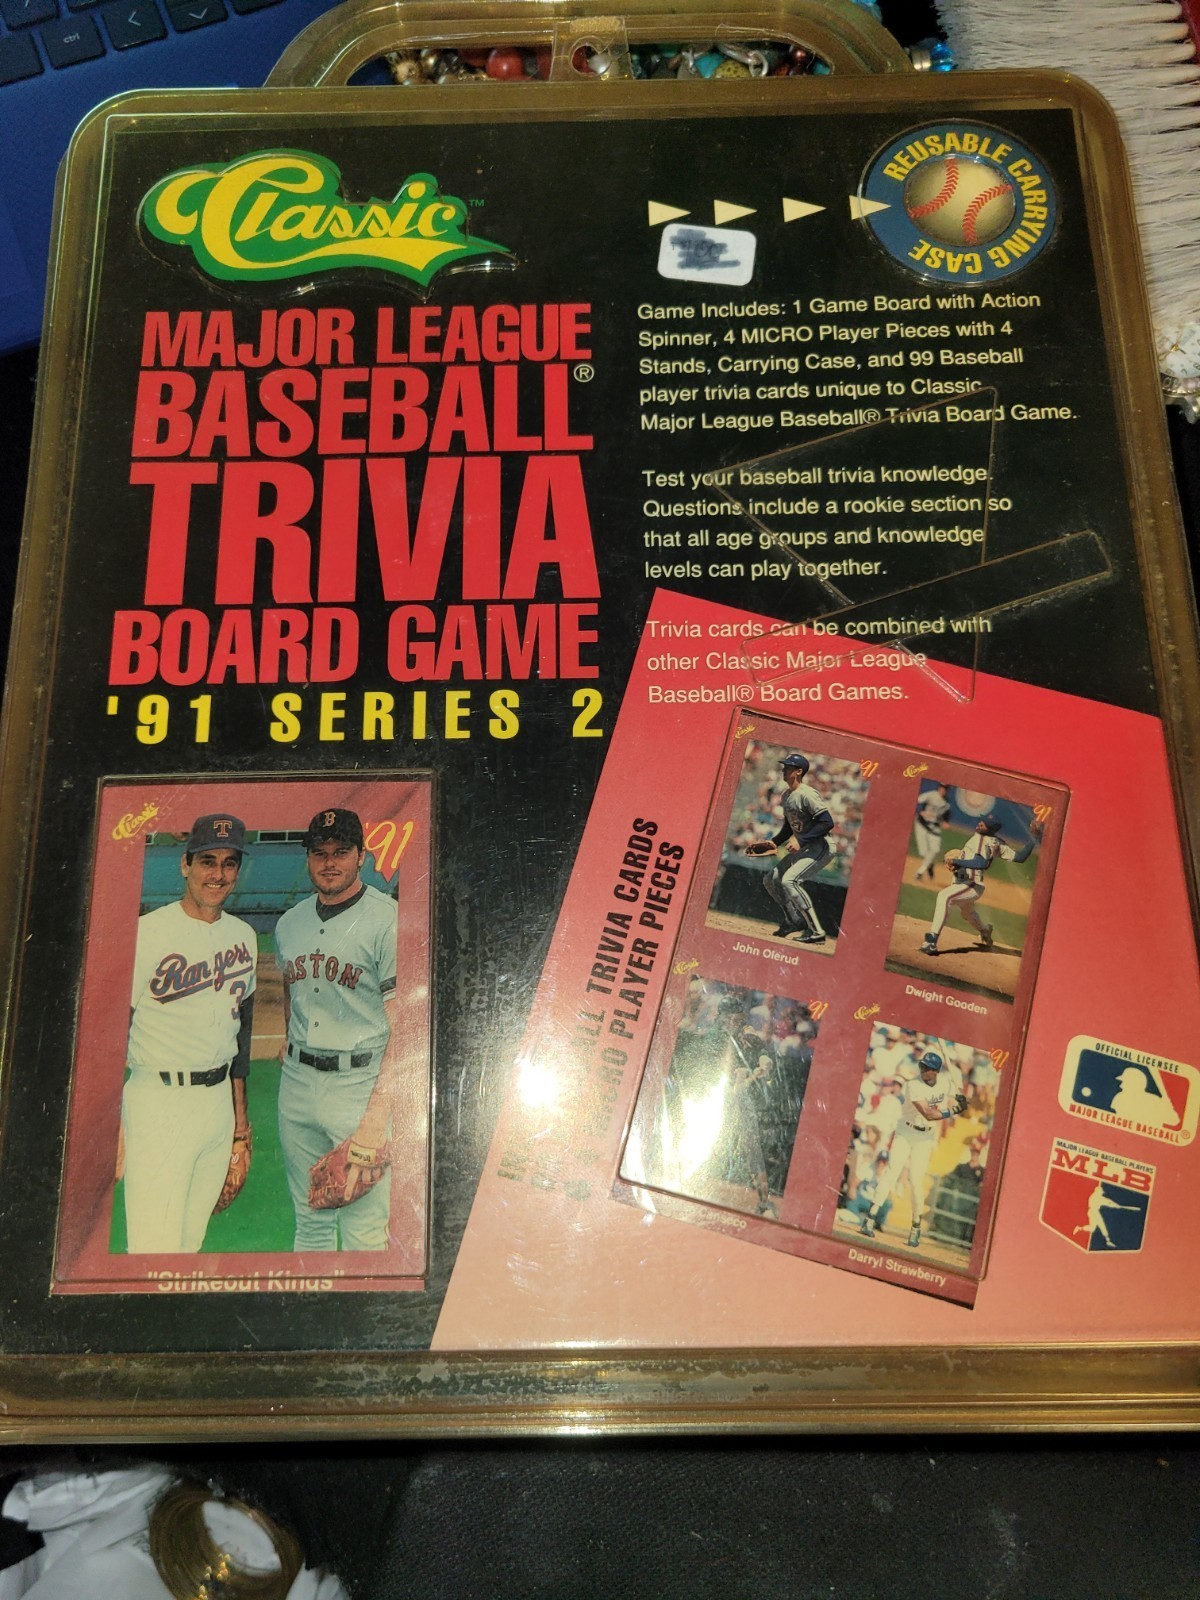 ctrl
Classic™
REUSABLE CARRYING CASE
MAJOR LEAGUE
BASEBALL®
TRIVIA
BOARD GAME
'91 SERIES 2
Game Includes: 1 Game Board with Action
Spinner, 4 MICRO Player Pieces with 4
Stands, Carrying Case, and 99 Baseball
player trivia cards unique to Classic
Major League Baseball® Trivia Board Game.
Test your baseball trivia knowledge.
Questions include a rookie section so
that all age groups and knowledge
levels can play together.
Trivia cards can be combined with
other Classic Major League
Baseball® Board Games.
Classic
'91
T
B
Rangers
3
BOSTON
"Strikeout Kings"
TRIVIA CARDS
PLAYER PIECES
Classic
'91
John Olerud
Classic
'91
Dwight Gooden
Classic
'91
Canseco
Classic
'91
Darryl Strawberry
OFFICIAL LICENSEE
MAJOR LEAGUE BASEBALL®
MAJOR LEAGUE BASEBALL PLAYERS
MLB